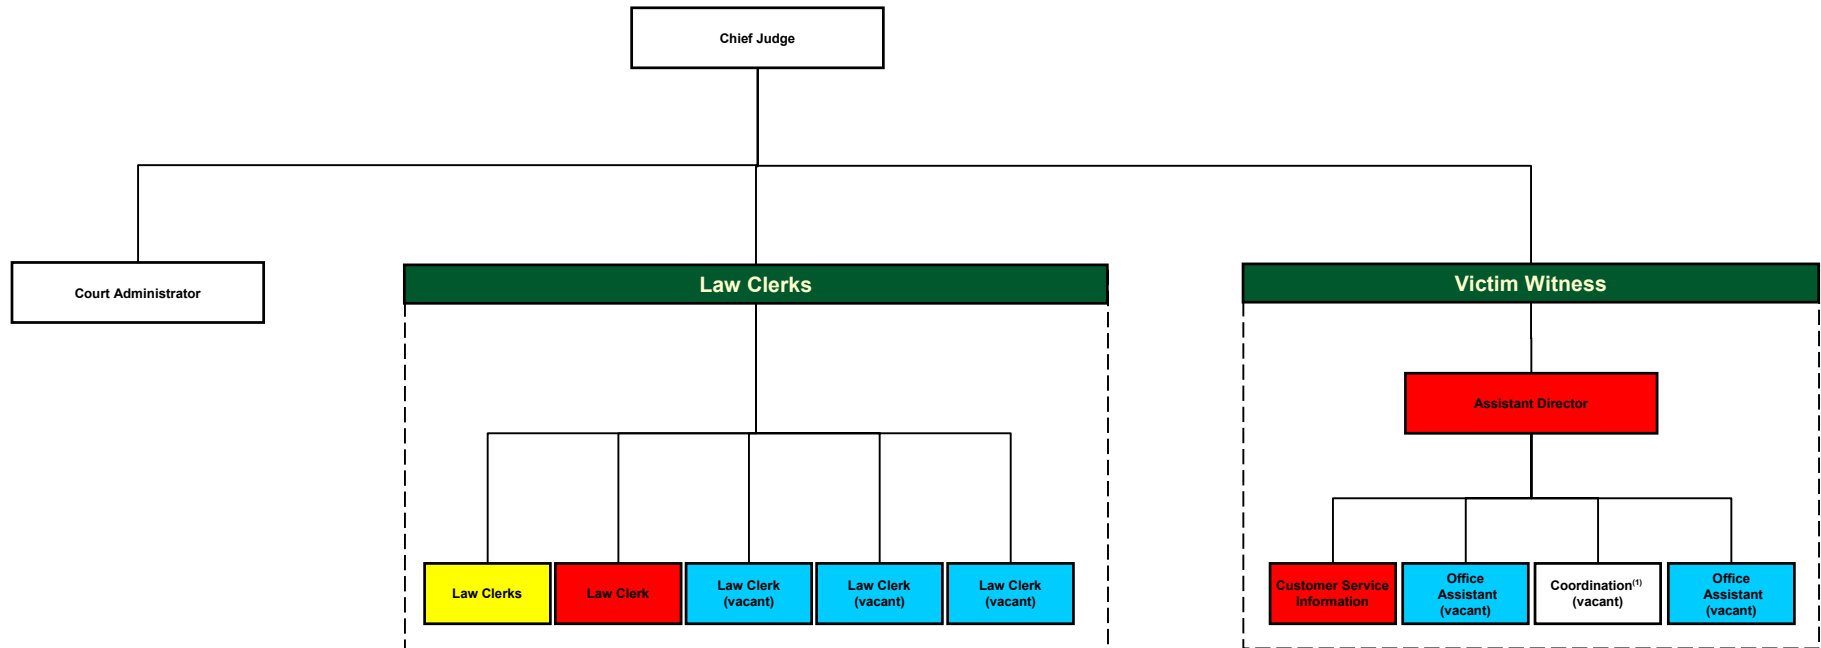 Chief Judge
Court Administrator
Law Clerks
Victim Witness
Assistant Director
Law Clerks
Law Clerk
Law Clerk
(vacant)
Law Clerk
(vacant)
Law Clerk
(vacant)
Customer Service
Information
Office
Assistant
(vacant)
Coordination(1)
(vacant)
Office
Assistant
(vacant)